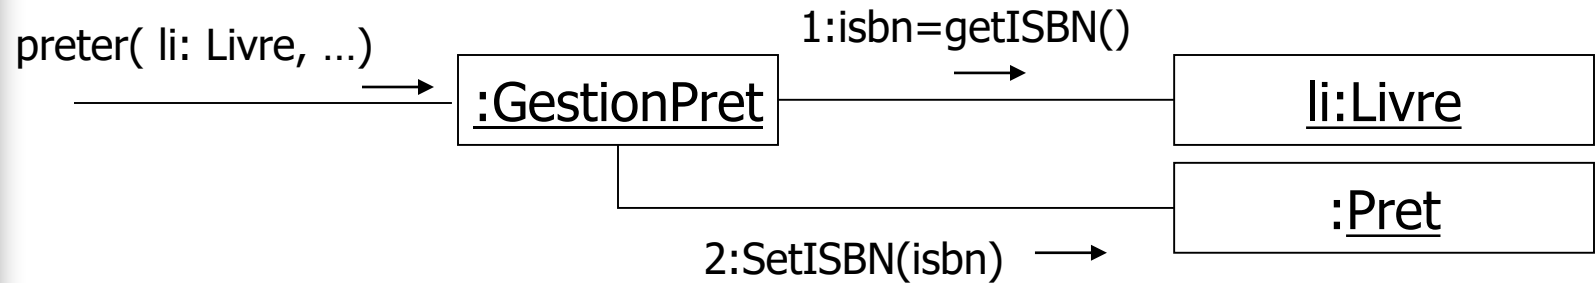 preter( li: Livre, …)
1:isbn=getISBN()
:GestionPret
li:Livre
:Pret
2:SetISBN(isbn)